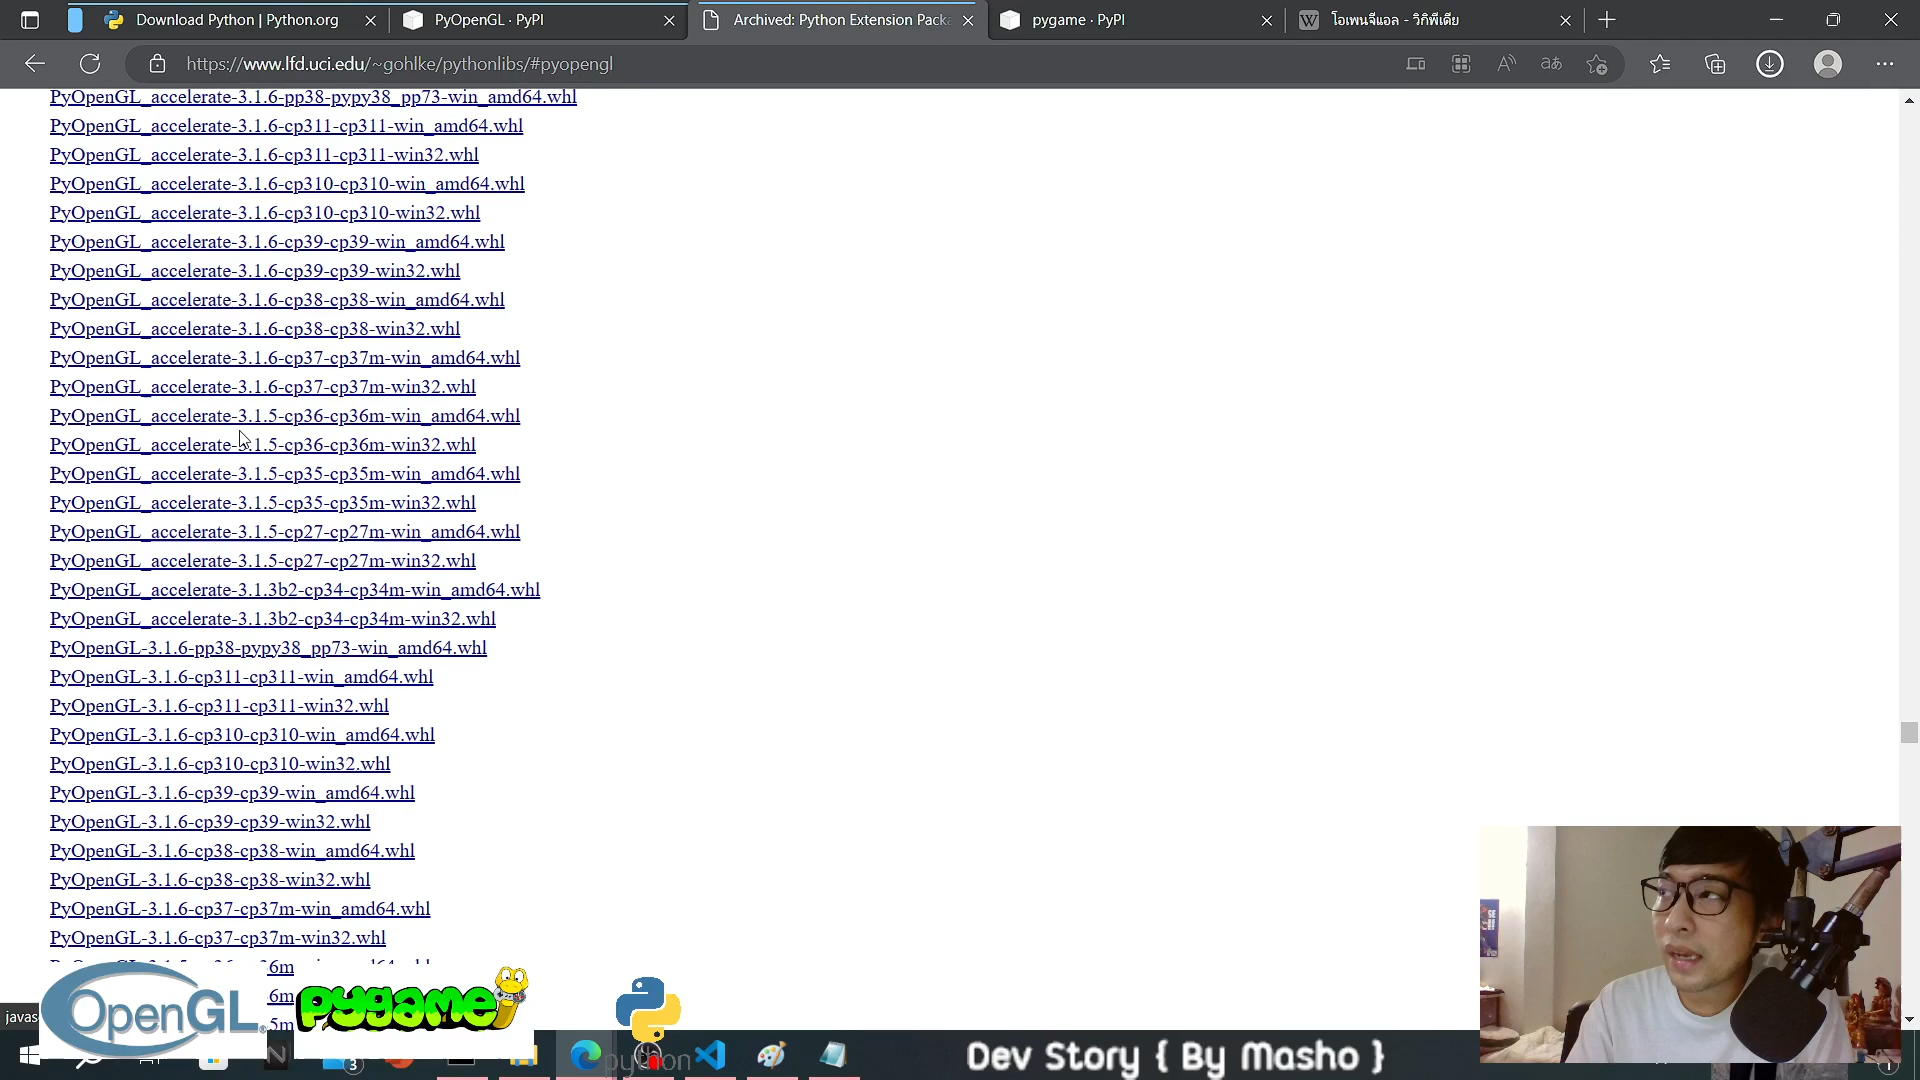 Download Python | Python.org
PyOpenGL · PyPI
Archived: Python Extension Packa
pygame · PyPI
W
โอเพนจีแอล - วิกิพีเดีย
https://www.lfd.uci.edu/~gohlke/pythonlibs/#pyopengl
PyOpenGL_accelerate-3.1.6-pp38-pypy38_pp73-win_amd64.whl
PyOpenGL_accelerate-3.1.6-cp311-cp311-win_amd64.whl
PyOpenGL_accelerate-3.1.6-cp311-cp311-win32.whl
PyOpenGL_accelerate-3.1.6-cp310-cp310-win_amd64.whl
PyOpenGL_accelerate-3.1.6-cp310-cp310-win32.whl
PyOpenGL_accelerate-3.1.6-cp39-cp39-win_amd64.whl
PyOpenGL_accelerate-3.1.6-cp39-cp39-win32.whl
PyOpenGL_accelerate-3.1.6-cp38-cp38-win_amd64.whl
PyOpenGL_accelerate-3.1.6-cp38-cp38-win32.whl
PyOpenGL_accelerate-3.1.6-cp37-cp37m-win_amd64.whl
PyOpenGL_accelerate-3.1.6-cp37-cp37m-win32.whl
PyOpenGL_accelerate-3.1.5-cp36-cp36m-win_amd64.whl
PyOpenGL_accelerate-3.1.5-cp36-cp36m-win32.whl
PyOpenGL_accelerate-3.1.5-cp35-cp35m-win_amd64.whl
PyOpenGL_accelerate-3.1.5-cp35-cp35m-win32.whl
PyOpenGL_accelerate-3.1.5-cp27-cp27m-win_amd64.whl
PyOpenGL_accelerate-3.1.5-cp27-cp27m-win32.whl
PyOpenGL_accelerate-3.1.3b2-cp34-cp34m-win_amd64.whl
PyOpenGL_accelerate-3.1.3b2-cp34-cp34m-win32.whl
PyOpenGL-3.1.6-pp38-pypy38_pp73-win_amd64.whl
PyOpenGL-3.1.6-cp311-cp311-win_amd64.whl
PyOpenGL-3.1.6-cp311-cp311-win32.whl
PyOpenGL-3.1.6-cp310-cp310-win_amd64.whl
PyOpenGL-3.1.6-cp310-cp310-win32.whl
PyOpenGL-3.1.6-cp39-cp39-win_amd64.whl
PyOpenGL-3.1.6-cp39-cp39-win32.whl
PyOpenGL-3.1.6-cp38-cp38-win_amd64.whl
PyOpenGL-3.1.6-cp38-cp38-win32.whl
PyOpenGL-3.1.6-cp37-cp37m-win_amd64.whl
PyOpenGL-3.1.6-cp37-cp37m-win32.whl
6m
6m
5m
javas
OpenGL
pygame
python
3
Dev Story { By Masho }